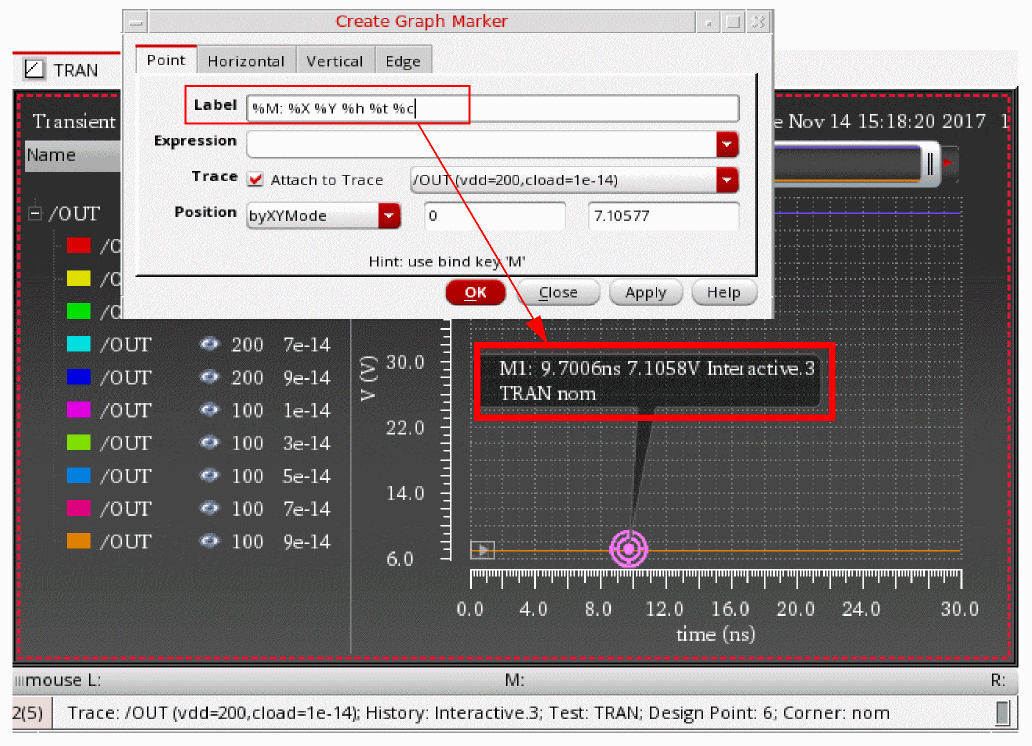 Create Graph Marker
TRAN
Point Horizontal Vertical Edge
Label %M: %X %Y %h %t %c
Expression
Trace Attach to Trace /OUT (vdd=200,cload=1e-14)
Position byXYMode 0 7.10577
Hint: use bind key 'M'
OK Close Apply Help
Transient
e Nov 14 15:18:20 2017 1
Name
/OUT
/O
/O
/O
/OUT 200 7e-14
/OUT 200 9e-14
/OUT 100 1e-14
/OUT 100 3e-14
/OUT 100 5e-14
/OUT 100 7e-14
/OUT 100 9e-14
V (V)
30.0
22.0
14.0
6.0
M1: 9.7006ns 7.1058V Interactive.3
TRAN nom
0.0 4.0 8.0 12.0 16.0 20.0 24.0 30.0
time (ns)
mouse L: M: R:
2(5) Trace: /OUT (vdd=200,cload=1e-14); History: Interactive.3; Test: TRAN; Design Point: 6; Corner: nom